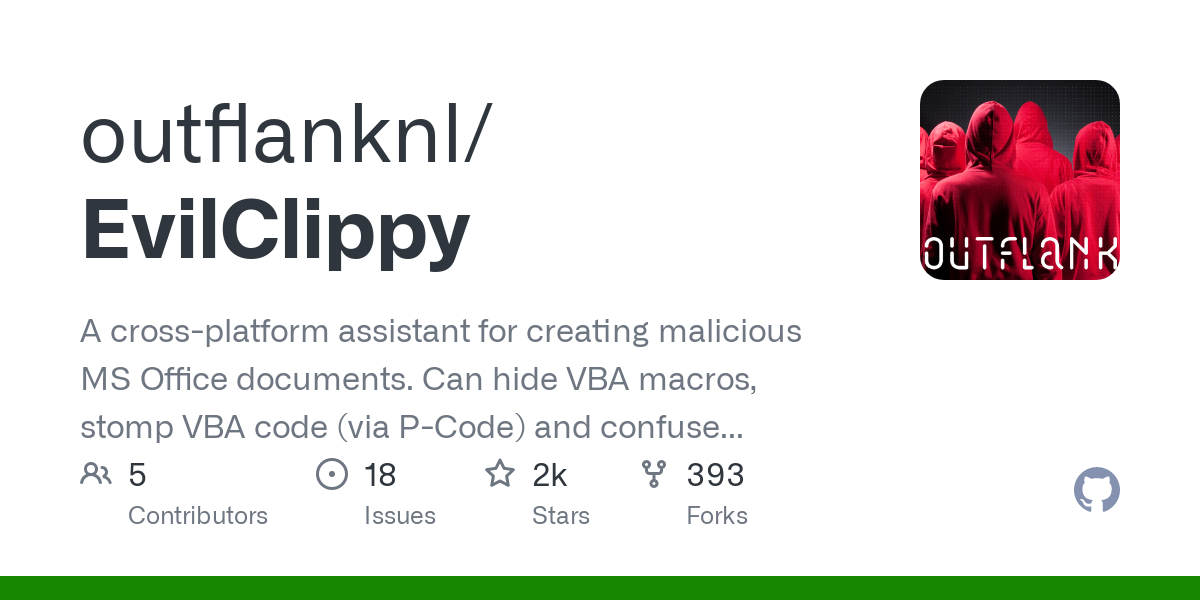 outflanknl/
EvilClippy
OUTFLANK
A cross-platform assistant for creating malicious
MS Office documents. Can hide VBA macros,
stomp VBA code (via P-Code) and confuse...
5
Contributors
18
Issues
2k
Stars
393
Forks